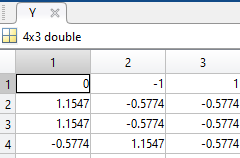 Y
4x3 double
1 2 3
1 0 -1 1
2 1.1547 -0.5774 -0.5774
3 1.1547 -0.5774 -0.5774
4 -0.5774 1.1547 -0.5774